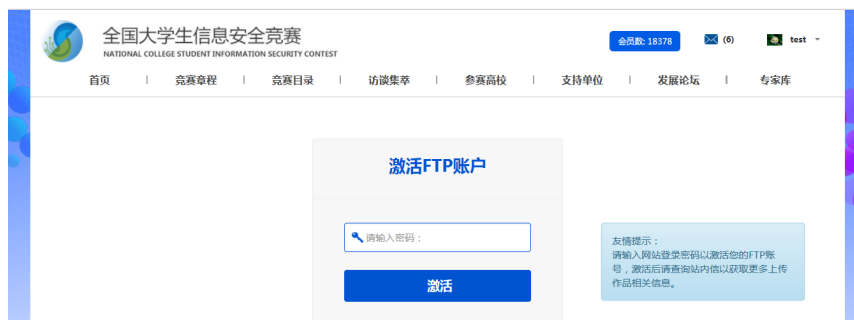 全国大学生信息安全竞赛
NATIONAL COLLEGE STUDENT INFORMATION SECURITY CONTEST
会员数: 18378
(6)
test
首页 | 竞赛章程 | 竞赛目录 | 访谈集萃 | 参赛高校 | 支持单位 | 发展论坛 | 专家库
激活FTP账户
请输入密码：
激活
友情提示：
请输入网站登录密码以激活您的FTP账
号，激活后请查询站内信以获取更多上传
作品相关信息。